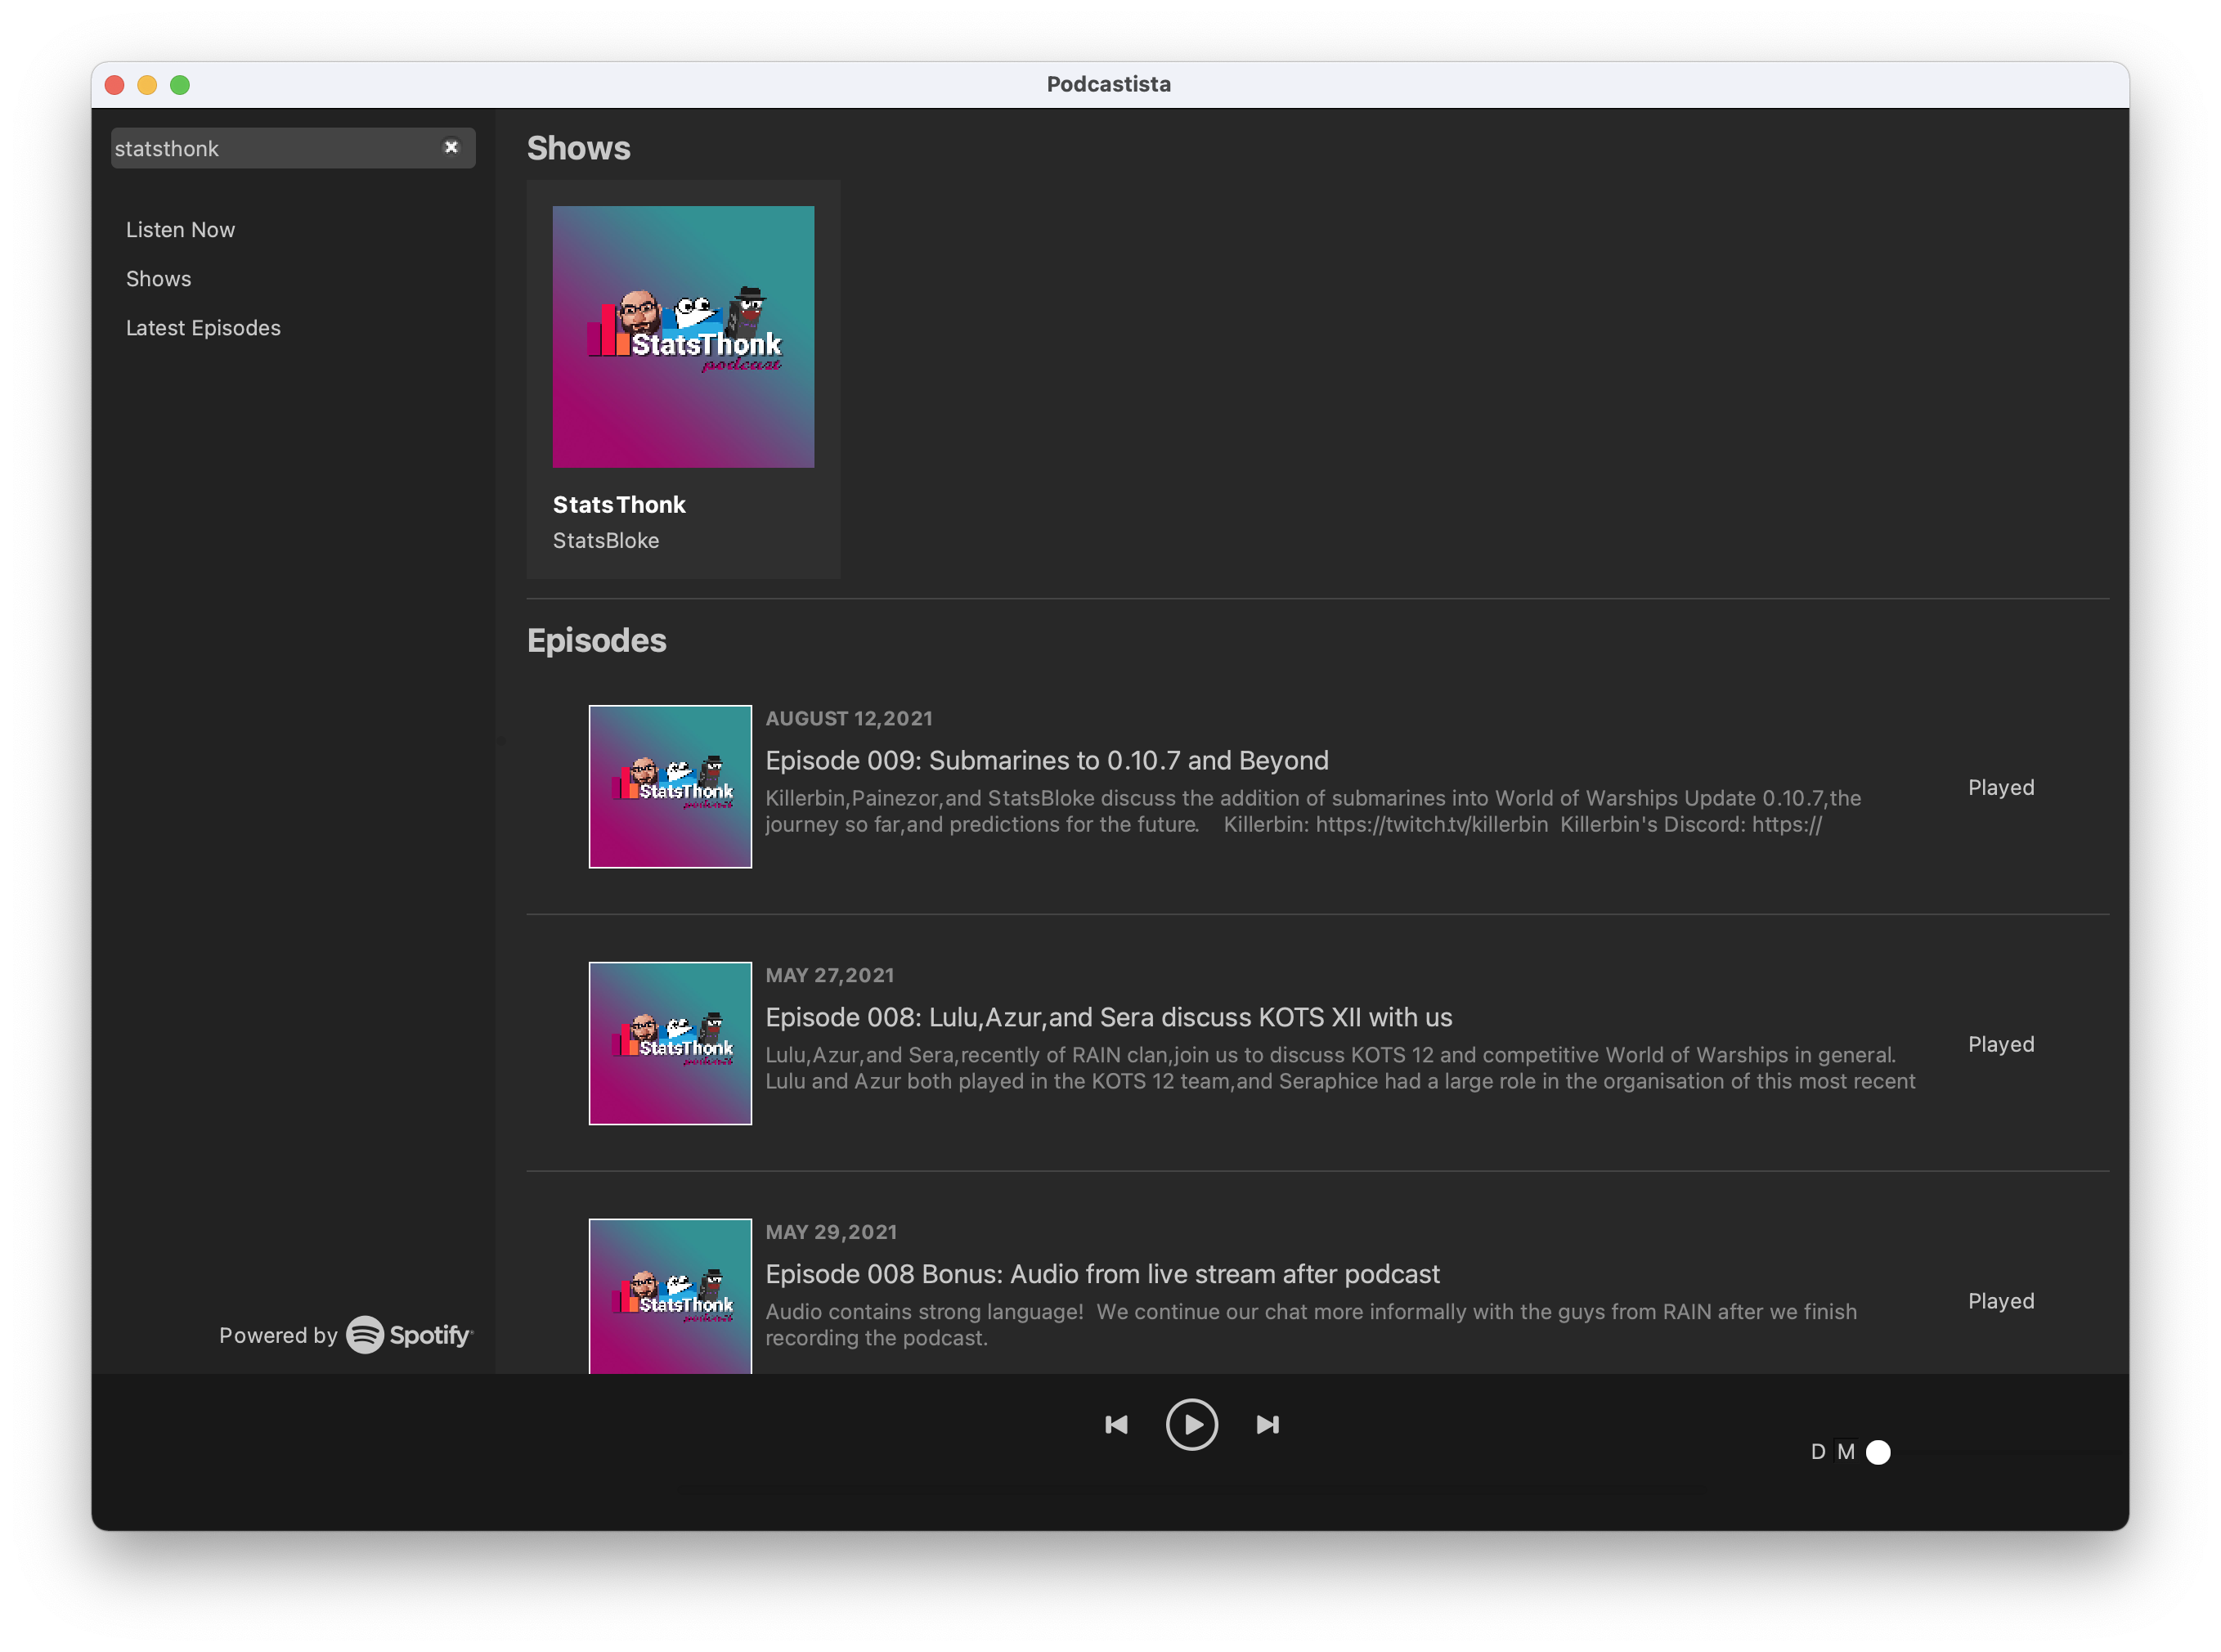 Podcastista
statsthonk
Listen Now
Shows
Latest Episodes
Powered by Spotify
Shows
StatsThonk
podcast
StatsThonk
StatsBloke
Episodes
StatsThonk
podcast
AUGUST 12,2021
Episode 009: Submarines to 0.10.7 and Beyond
Killerbin,Painezor,and StatsBloke discuss the addition of submarines into World of Warships Update 0.10.7,the
journey so far,and predictions for the future.    Killerbin: https://twitch.tv/killerbin  Killerbin's Discord: https://
Played
StatsThonk
podcast
MAY 27,2021
Episode 008: Lulu,Azur,and Sera discuss KOTS XII with us
Lulu,Azur,and Sera,recently of RAIN clan,join us to discuss KOTS 12 and competitive World of Warships in general.
Lulu and Azur both played in the KOTS 12 team,and Seraphice had a large role in the organisation of this most recent
Played
StatsThonk
podcast
MAY 29,2021
Episode 008 Bonus: Audio from live stream after podcast
Audio contains strong language!  We continue our chat more informally with the guys from RAIN after we finish
recording the podcast.
Played
D M